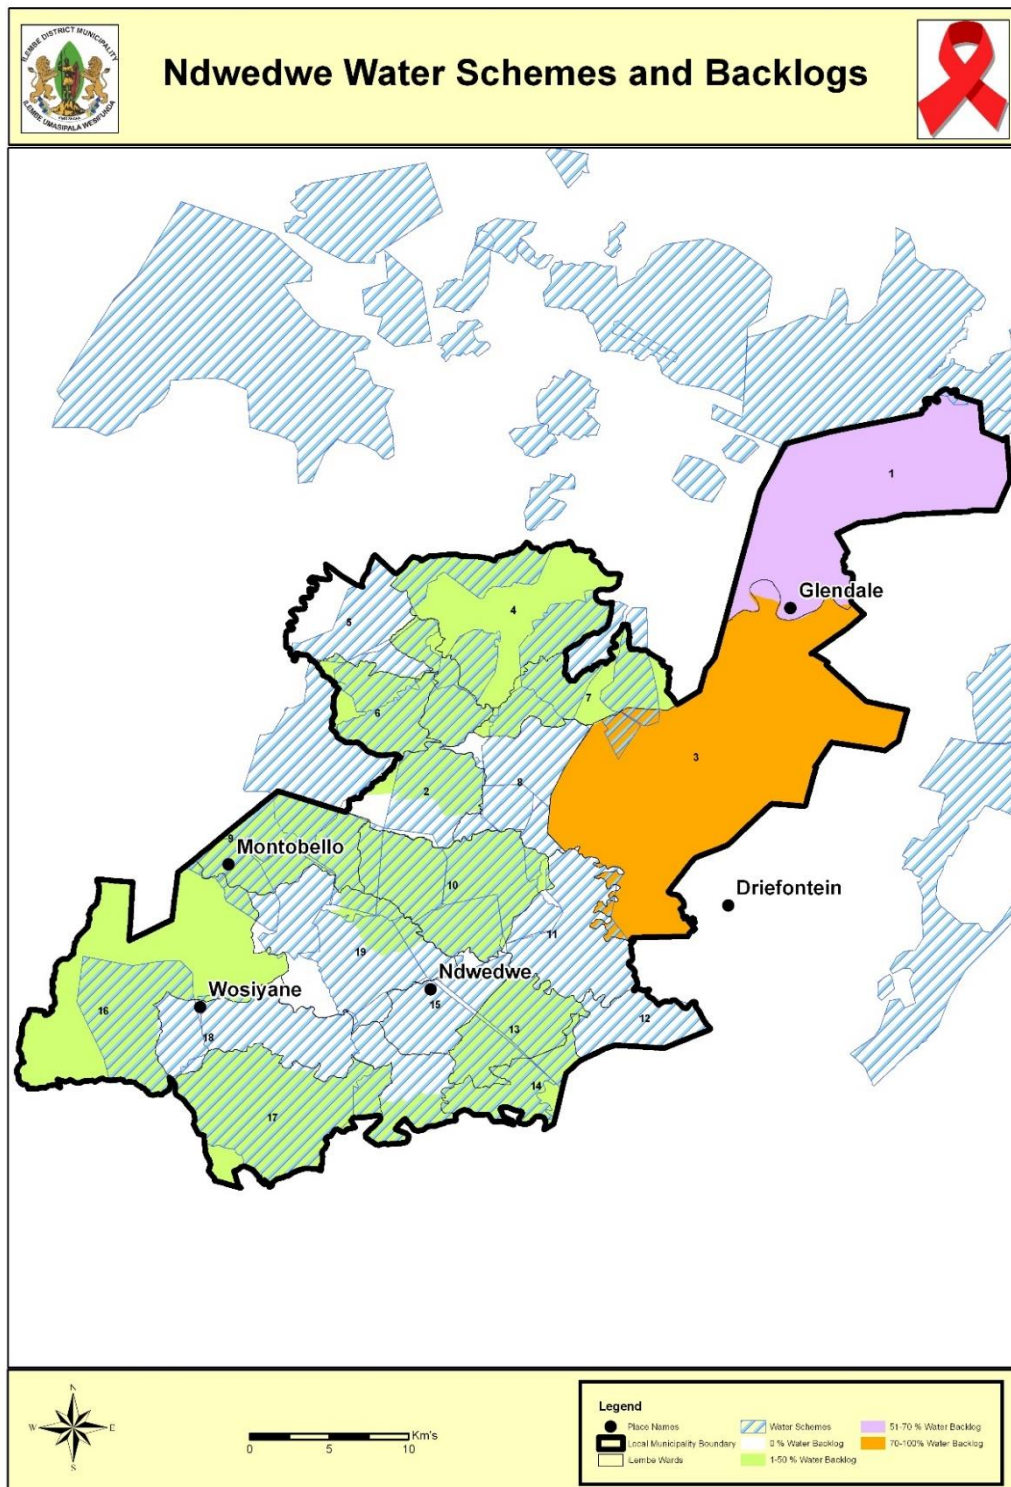 ILEMBE DISTRICT MUNICIPALITY
ILEMBE UMASIPALA WESIFUNDA
Ndwedwe Water Schemes and Backlogs
1
Glendale
4
5
7
6
3
8
2
9
Montobello
10
Driefontein
11
19
Ndwedwe
Wosiyane
15
16
12
18
13
14
17
N
W
E
S
Km's
0
5
10
Legend
Place Names
Water Schemes
51-70 % Water Backlog
Local Municipality Boundary
0 % Water Backlog
70-100% Water Backlog
iLembe Wards
1-50 % Water Backlog